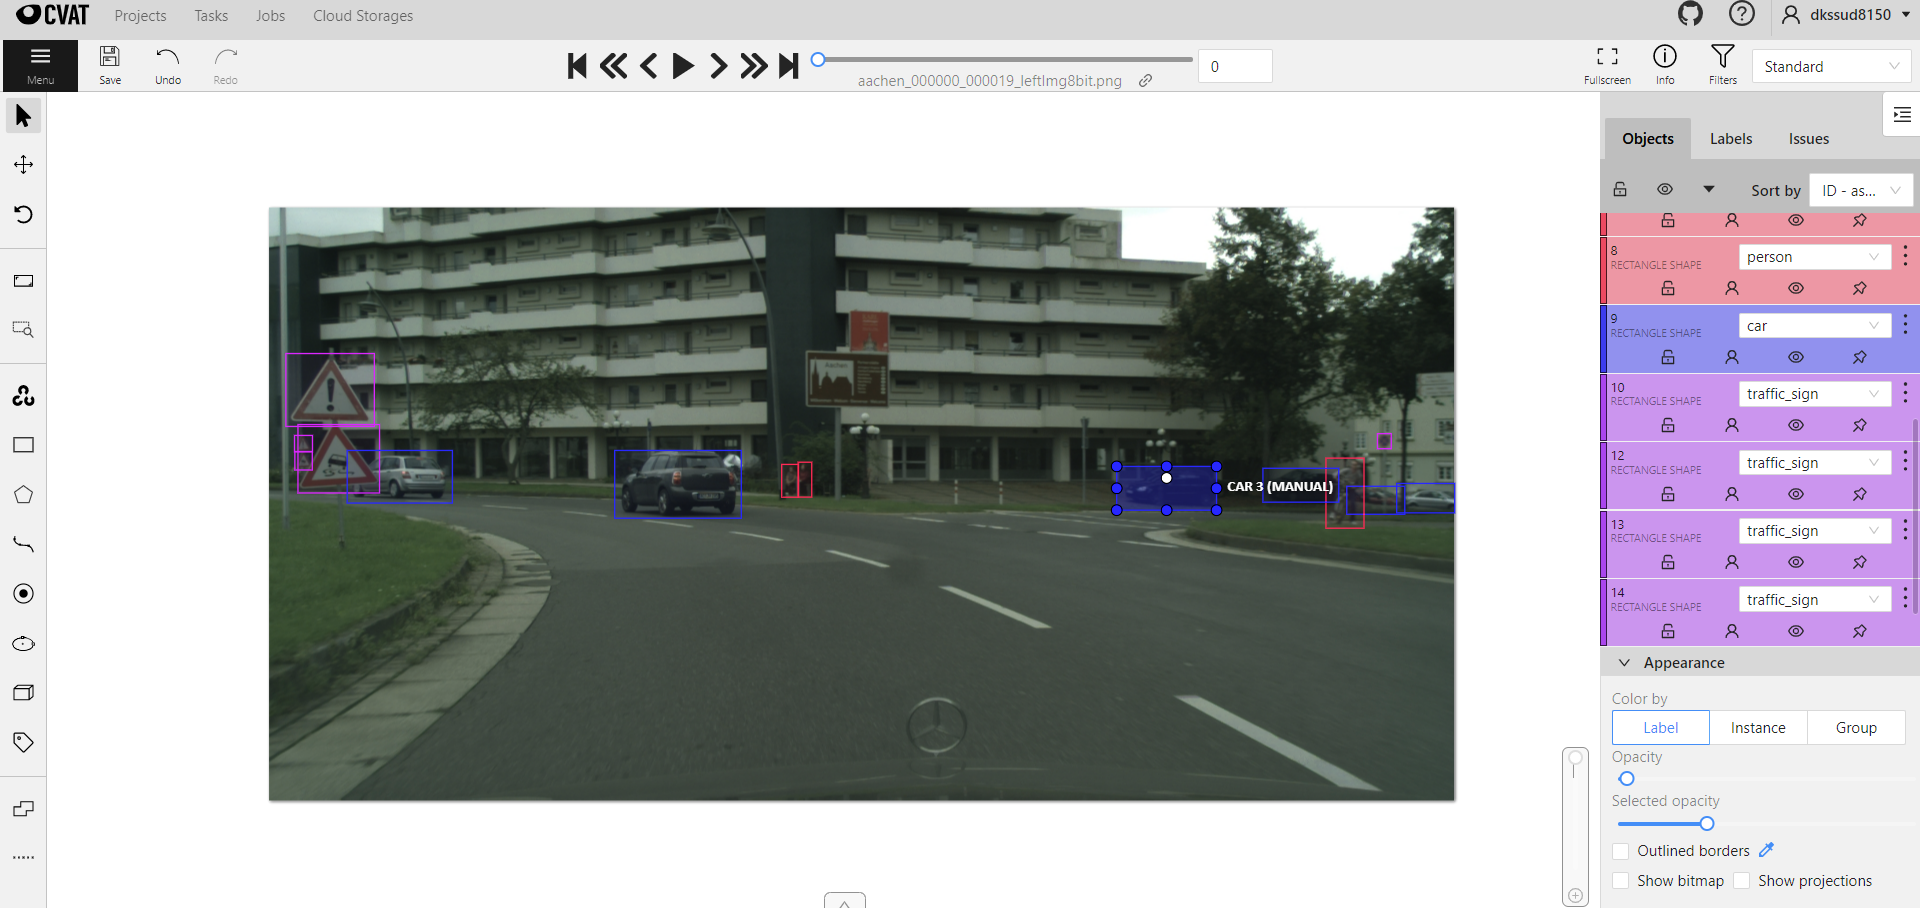 CVAT
Projects
Tasks
Jobs
Cloud Storages
dkssud8150
Menu
Save
Undo
Redo
0
aachen_000000_000019_leftImg8bit.png
Fullscreen
Info
Filters
Standard
Objects
Labels
Issues
Sort by
ID - as...
8
RECTANGLE SHAPE
person
9
RECTANGLE SHAPE
car
10
RECTANGLE SHAPE
traffic_sign
12
RECTANGLE SHAPE
traffic_sign
13
RECTANGLE SHAPE
traffic_sign
14
RECTANGLE SHAPE
traffic_sign
Aachen
CAR 3 (MANUAL)
Appearance
Color by
Label
Instance
Group
Opacity
Selected opacity
Outlined borders
Show bitmap
Show projections